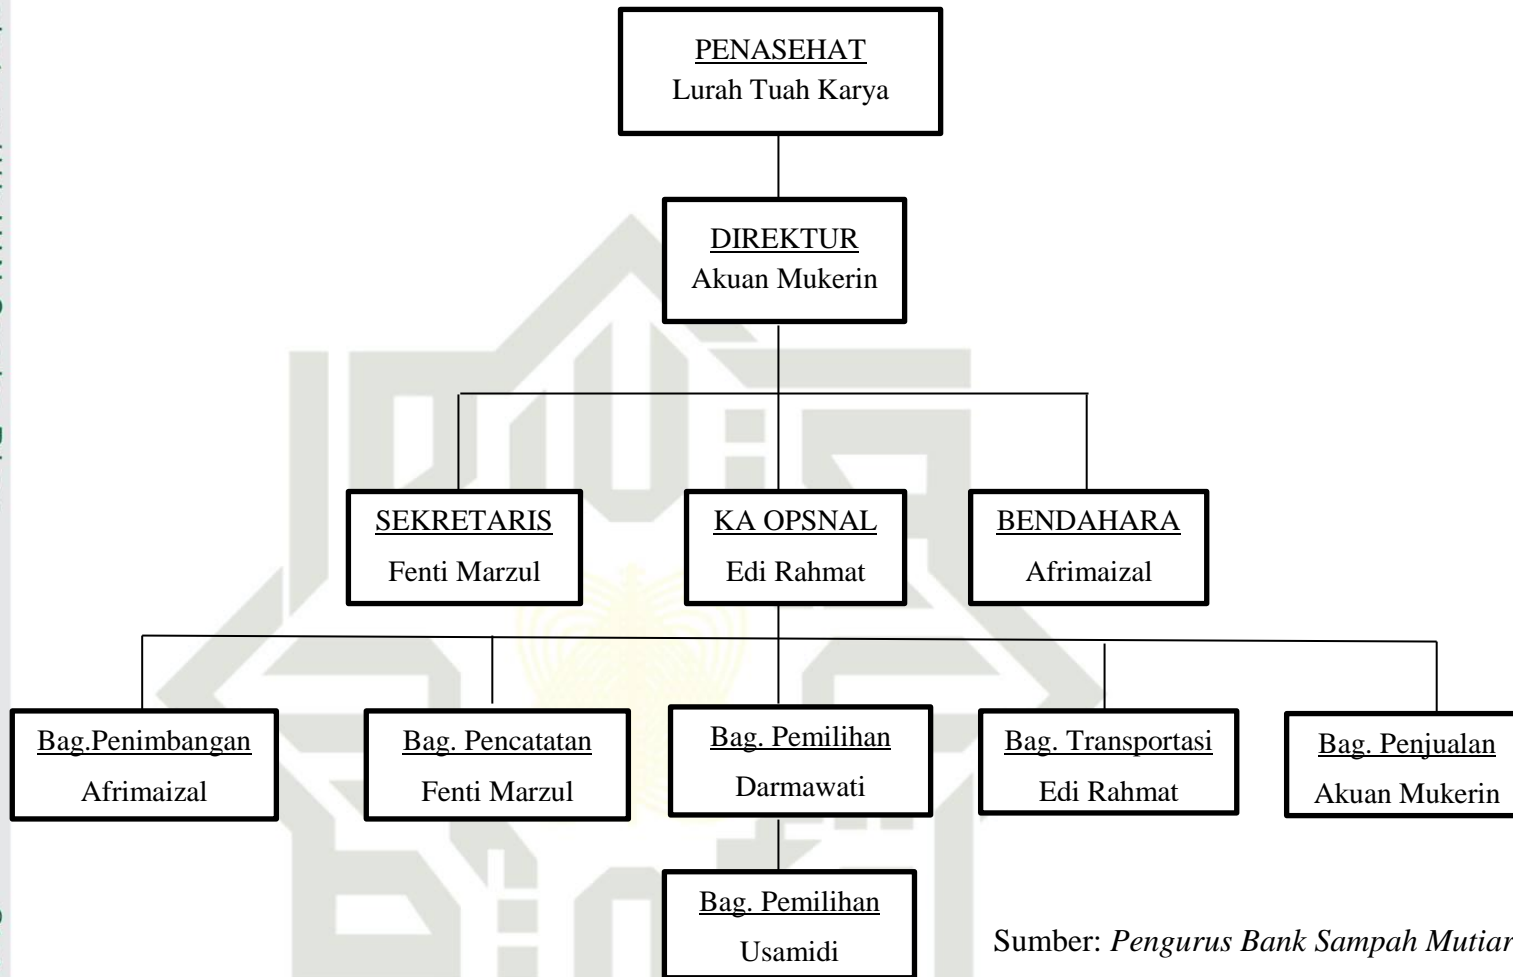 PENASEHAT
Lurah Tuah Karya
DIREKTUR
Akuan Mukerin
SEKRETARIS
Fenti Marzul
KA OPSNAL
Edi Rahmat
BENDAHARA
Afrimaizal
Bag.Penimbangan
Afrimaizal
Bag. Pencatatan
Fenti Marzul
Bag. Pemilihan
Darmawati
Bag. Transportasi
Edi Rahmat
Bag. Penjualan
Akuan Mukerin
Bag. Pemilihan
Usamidi
Sumber: Pengurus Bank Sampah Mutiar